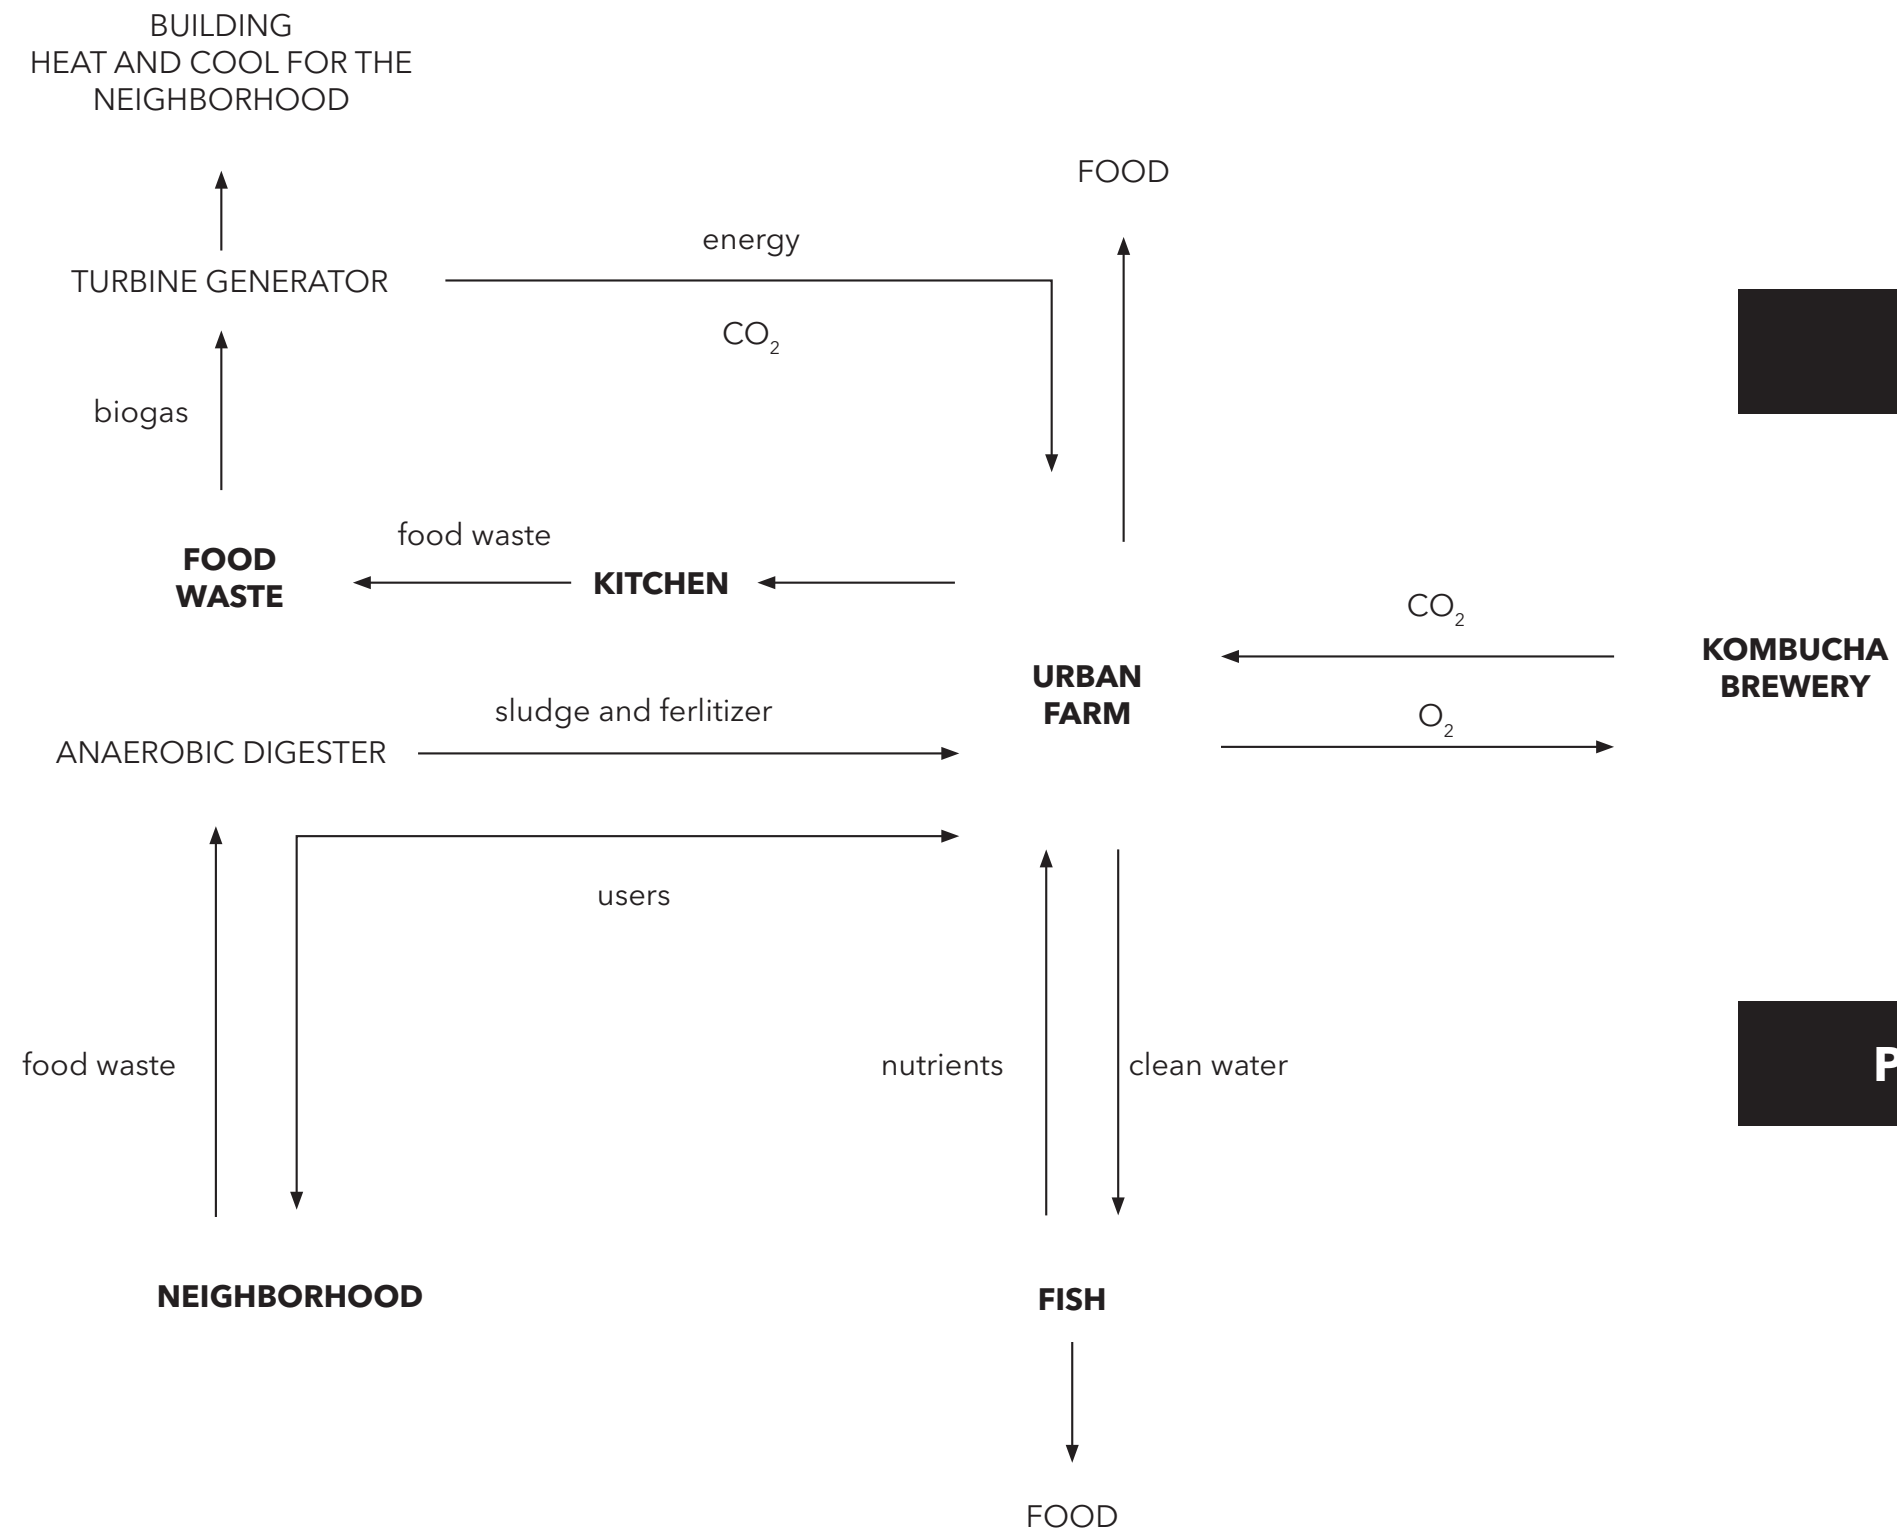 BUILDING
HEAT AND COOL FOR THE
NEIGHBORHOOD
FOOD
energy
TURBINE GENERATOR
CO₂
biogas
food waste
FOOD
WASTE
KITCHEN
CO₂
KOMBUCHA
BREWERY
URBAN
FARM
sludge and ferlitizer
O₂
ANAEROBIC DIGESTER
users
food waste
nutrients
clean water
P
NEIGHBORHOOD
FISH
FOOD